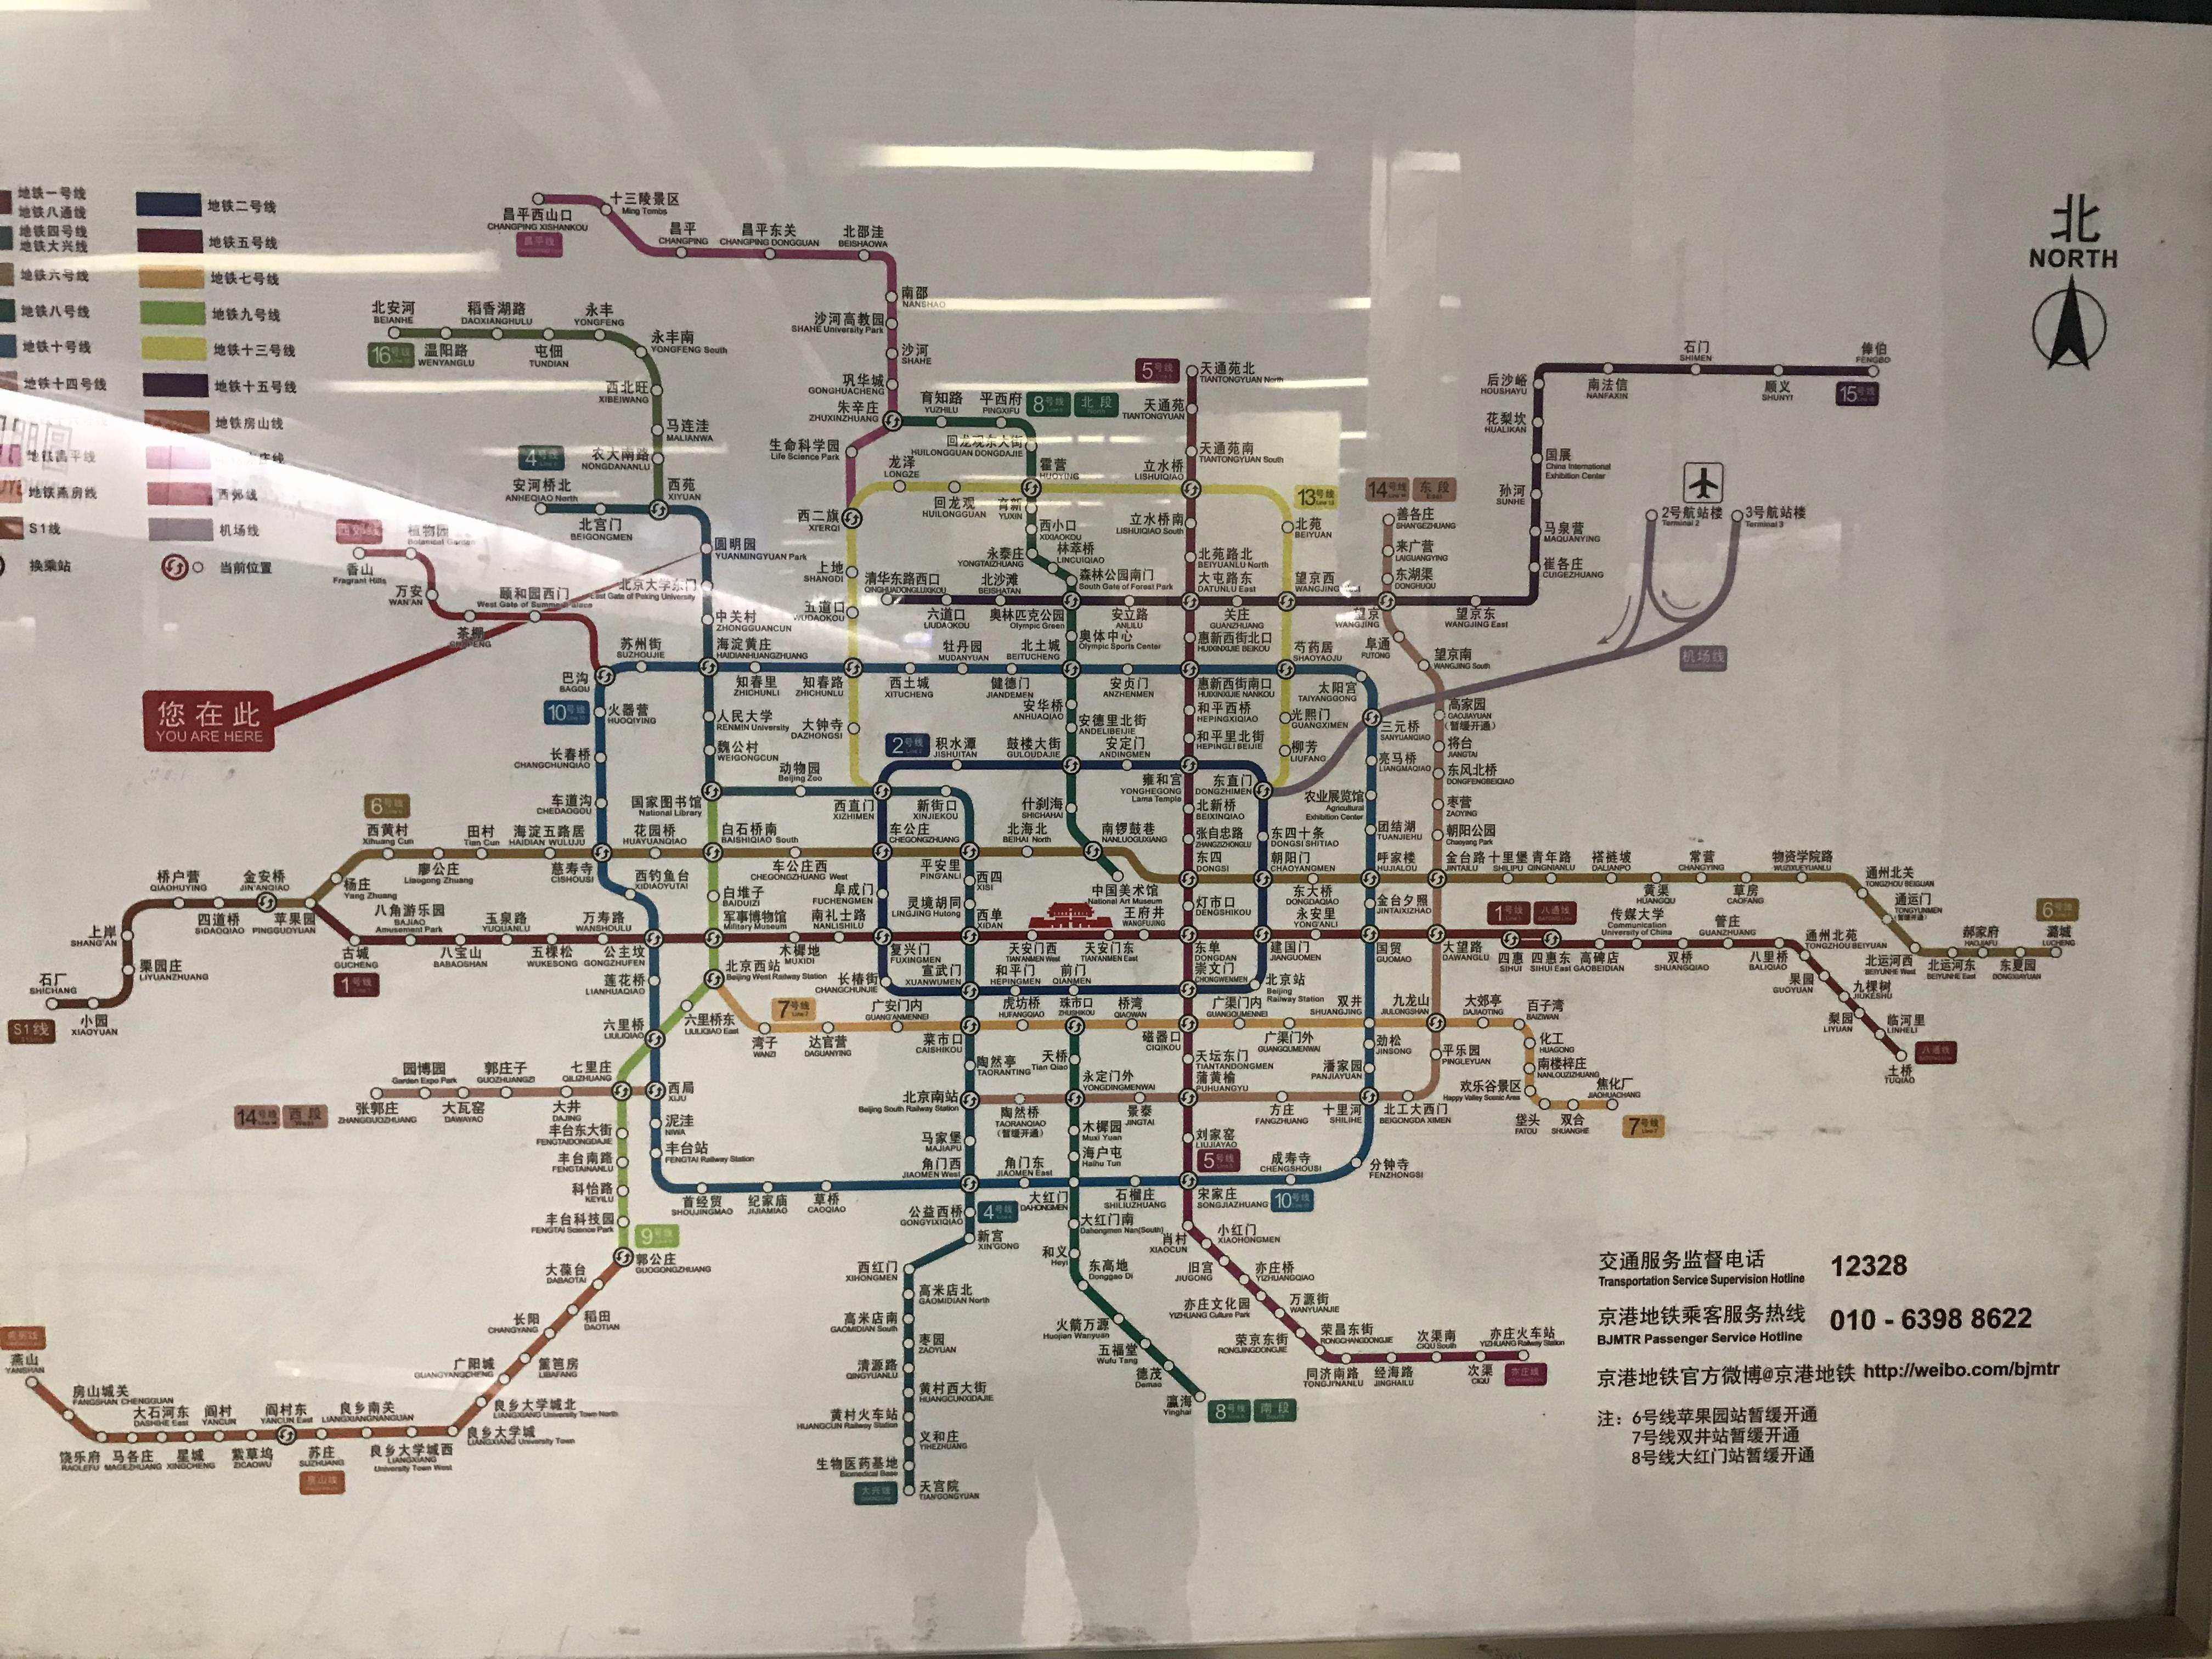 北
NORTH
地铁一号线
地铁八通线
地铁二号线
地铁四号线
地铁大兴线
地铁五号线
地铁六号线
地铁七号线
地铁八号线
地铁九号线
地铁十号线
地铁十三号线
地铁十四号线
地铁十五号线
地铁房山线
地铁昌平线
地铁燕房线
西郊线
S1线
机场线
换乘站
当前位置
您在此
YOU ARE HERE
昌平西山口
CHANGPING XISHANKOU
昌平线
十三陵景区
Ming Tombs
昌平
CHANGPING
昌平东关
CHANGPING DONGGUAN
北邵洼
BEISHAOWA
南邵
NANSHAO
沙河高教园
SHAHE University Park
沙河
SHAHE
巩华城
GONGHUACHENG
朱辛庄
ZHUXINZHUANG
生命科学园
Life Science Park
西二旗
XI'ERQI
北安河
BEIANHE
16号线
温阳路
WENYANGLU
稻香湖路
DAOXIANGHULU
屯佃
TUNDIAN
永丰
YONGFENG
永丰南
YONGFENG South
西北旺
XIBEIWANG
马连洼
MALIANWA
农大南路
NONGDANANLU
西苑
XIYUAN
4号线
安河桥北
ANHEQIAO North
北宫门
BEIGONGMEN
圆明园
YUANMINGYUAN Park
北京大学东门
East Gate of Peking University
中关村
ZHONGGUANCUN
海淀黄庄
HAIDIANHUANGZHUANG
人民大学
RENMIN University
魏公村
WEIGONGCUN
国家图书馆
National Library
动物园
Beijing Zoo
西直门
XIZHIMEN
新街口
XINJIEKOU
平安里
PING'ANLI
西四
XISI
灵境胡同
LINGJING Hutong
西单
XIDAN
宣武门
XUANWUMEN
菜市口
CAISHIKOU
陶然亭
TAORANTING
北京南站
Beijing South Railway Station
马家堡
MAJIAPU
角门西
JIAOMEN West
公益西桥
GONGYIXIQIAO
4号线
新宫
XIN'GONG
西红门
XIHONGMEN
高米店北
GAOMIDIAN North
高米店南
GAOMIDIAN South
枣园
ZAOYUAN
清源路
QINGYUANLU
黄村西大街
HUANGCUNXIDAJIE
黄村火车站
HUANGCUN Railway Station
义和庄
YIHEZHUANG
生物医药基地
Biomedical Base
大兴线
天宫院
TIANGONGYUAN
西郊线
香山
Fragrant Hills
植物园
Botanical Garden
万安
WAN'AN
茶棚
CHAPENG
颐和园西门
West Gate of Summer Palace
巴沟
BAGOU
育知路
YUZHILU
平西府
PINGXIFU
8号线 北段
回龙观东大街
HUILONGGUAN DONGDAJIE
霍营
HUOYING
育新
YUXIN
西小口
XIXIAOKOU
永泰庄
YONGTAIZHUANG
林萃桥
LINCUIQIAO
森林公园南门
South Gate of Forest Park
奥林匹克公园
Olympic Green
奥体中心
Olympic Sports Center
北土城
BEITUCHENG
安华桥
ANHUAQIAO
安德里北街
ANDELIBEIJIE
鼓楼大街
GULOUDAJIE
什刹海
SHICHAHAI
南锣鼓巷
NANLUOGUXIANG
中国美术馆
National Art Museum
龙泽
LONGZE
回龙观
HUILONGGUAN
立水桥
LISHUIQIAO
13号线
北苑
BEIYUAN
望京西
WANGJING West
芍药居
SHAOYAOJU
光熙门
GUANGXIMEN
柳芳
LIUFANG
东直门
DONGZHIMEN
上地
SHANGDI
五道口
WUDAOKOU
知春路
ZHICHUNLU
大钟寺
DAZHONGSI
5号线
天通苑北
TIANTONGYUAN North
天通苑
TIANTONGYUAN
天通苑南
TIANTONGYUAN South
立水桥南
LISHUIQIAO South
北苑路北
BEIYUANLU North
大屯路东
DATUNLU East
惠新西街北口
HUIXINXIJIE BEIKOU
惠新西街南口
HUIXINXIJIE NANKOU
和平西桥
HEPINGXIQIAO
和平里北街
HEPINGLI BEIJIE
雍和宫
YONGHEGONG
Lama Temple
北新桥
BEIXINQIAO
张自忠路
ZHANGZIZHONGLU
东四
DONGSI
灯市口
DENGSHIKOU
东单
DONGDAN
崇文门
CHONGWENMEN
磁器口
CIQIKOU
天坛东门
TIANTANDONGMEN
蒲黄榆
PUHUANGYU
刘家窑
LIUJIAYAO
5号线
宋家庄
SONGJIAZHUANG
清华东路西口
QINGHUADONGLUXIKOU
六道口
LIUDAOKOU
北沙滩
BEISHATAN
安立路
ANLILU
关庄
GUANZHUANG
望京
WANGJING
望京东
WANGJING East
崔各庄
CUIGEZHUANG
马泉营
MAQUANYING
孙河
SUNHE
国展
China International
Exhibition Center
花梨坎
HUALIKAN
后沙峪
HOUSHAYU
南法信
NANFAXIN
石门
SHIMEN
顺义
SHUNYI
俸伯
FENGBO
15号线
14号线 东段
善各庄
SHAN'GEZHUANG
来广营
LAIGUANGYING
东湖渠
DONGHUQU
阜通
FUTONG
望京南
WANGJING South
高家园
GAOJIAYUAN
(暂缓开通)
将台
JIANGTAI
东风北桥
DONGFENGBEIQIAO
枣营
ZAOYING
朝阳公园
Chaoyang Park
金台路
JINTAILU
大望路
DAWANGLU
九龙山
JIULONGSHAN
平乐园
PINGLEYUAN
北工大西门
BEIGONGDA XIMEN
2号航站楼
Terminal 2
3号航站楼
Terminal 3
机场线
苏州街
SUZHOUJIE
知春里
ZHICHUNLI
西土城
XITUCHENG
牡丹园
MUDANYUAN
健德门
JIANDEMEN
安贞门
ANZHENMEN
太阳宫
TAIYANGGONG
三元桥
SANYUANQIAO
亮马桥
LIANGMAQIAO
农业展览馆
Agricultural
Exhibition Center
团结湖
TUANJIEHU
呼家楼
HUJIALOU
金台夕照
JINTAIXIZHAO
国贸
GUOMAO
双井
SHUANGJING
劲松
JINSONG
潘家园
PANJIAYUAN
十里河
SHILIHE
分钟寺
FENZHONGSI
成寿寺
CHENGSHOUSI
10号线
石榴庄
SHILIUZHUANG
大红门
DAHONGMEN
角门东
JIAOMEN East
草桥
CAOQIAO
纪家庙
JIJIAMIAO
首经贸
SHOUJINGMAO
丰台站
FENGTAI Railway Station
泥洼
NIWA
西局
XIJU
六里桥
LIULIQIAO
莲花桥
LIANHUAQIAO
公主坟
GONGZHUFEN
西钓鱼台
XIDIAOYUTAI
慈寿寺
CISHOUSI
车道沟
CHEDAOGOU
长春桥
CHANGCHUNQIAO
火器营
HUOQIYING
10号线
2号线
积水潭
JISHUITAN
安定门
ANDINGMEN
东四十条
DONGSI SHITIAO
朝阳门
CHAOYANGMEN
建国门
JIANGUOMEN
北京站
Beijing
Railway Station
前门
QIANMEN
和平门
HEPINGMEN
长椿街
CHANGCHUNJIE
复兴门
FUXINGMEN
阜成门
FUCHENGMEN
车公庄
CHEGONGZHUANG
6号线
西黄村
Xihuang Cun
廖公庄
Liaogong Zhuang
田村
Tian Cun
海淀五路居
HAIDIAN WULUJU
花园桥
HUAYUANQIAO
白石桥南
BAISHIQIAO South
车公庄西
CHEGONGZHUANG West
北海北
BEIHAI North
东大桥
DONGDAQIAO
十里堡
SHILIPU
青年路
QINGNIANLU
褡裢坡
DALIANPO
黄渠
HUANGQU
常营
CHANGYING
草房
CAOFANG
物资学院路
WUZIXUEYUANLU
通州北关
TONGZHOU BEIGUAN
通运门
TONGYUNMEN
(暂缓开通)
北运河西
BEIYUNHE West
北运河东
BEIYUNHE East
郝家府
HAOJIAFU
东夏园
DONGXIAYUAN
潞城
LUCHENG
6号线
杨庄
Yang Zhuang
苹果园
PINGGUOYUAN
金安桥
JIN'ANQIAO
四道桥
SIDAOQIAO
桥户营
QIAOHUYING
上岸
SHANG'AN
栗园庄
LIYUANZHUANG
小园
XIAOYUAN
石厂
SHICHANG
S1线
古城
GUCHENG
1号线
八角游乐园
BAJIAO
Amusement Park
八宝山
BABAOSHAN
玉泉路
YUQUANLU
五棵松
WUKESONG
万寿路
WANSHOULU
军事博物馆
Military Museum
木樨地
MUXIDI
南礼士路
NANLISHILU
天安门西
TIAN'ANMEN West
天安门东
TIAN'ANMEN East
王府井
WANGFUJING
永安里
YONG'ANLI
1号线
八通线
四惠
SIHUI
四惠东
SIHUI East
高碑店
GAOBEIDIAN
传媒大学
Communication
University of China
双桥
SHUANGQIAO
管庄
GUANZHUANG
八里桥
BALIQIAO
通州北苑
TONGZHOU BEIYUAN
果园
GUOYUAN
九棵树
JIUKESHU
梨园
LIYUAN
临河里
LINHELI
土桥
TUQIAO
八通线
白堆子
BAIDUIZI
北京西站
Beijing West Railway Station
六里桥东
LIULIQIAO East
七里庄
QILIZHUANG
丰台东大街
FENGTAIDONGDAJIE
丰台南路
FENGTAINANLU
科怡路
KEYILU
丰台科技园
FENGTAI Science Park
9号线
郭公庄
GUOGONGZHUANG
7号线
湾子
WANZI
达官营
DAGUANYING
广安门内
GUANG'ANMENNEI
虎坊桥
HUFANGQIAO
珠市口
ZHUSHIKOU
桥湾
QIAOWAN
广渠门内
GUANGQUMENNEI
广渠门外
GUANGQUMENWAI
大郊亭
DAJIAOTING
百子湾
BAIZIWAN
化工
HUAGONG
南楼梓庄
NANLOUZIZHUANG
欢乐谷景区
Happy Valley Scenic Area
垡头
FATOU
双合
SHUANGHE
焦化厂
JIAOHUACHANG
7号线
14号线 西段
张郭庄
ZHANGGUOZHUANG
园博园
Garden Expo Park
大瓦窑
DAWAYAO
郭庄子
GUOZHUANGZI
大井
DAJING
陶然桥
TAORANQIAO
(暂缓开通)
景泰
JINGTAI
方庄
FANGZHUANG
天桥
Tian Qiao
永定门外
YONGDINGMENWAI
木樨园
Muxi Yuan
海户屯
Haihu Tun
大红门南
Dahongmen Nan(South)
和义
Heyi
东高地
Donggao Di
火箭万源
Huojian Wanyuan
五福堂
Wufu Tang
德茂
Demao
瀛海
Yinghai
8号线 南段
肖村
XIAOCUN
小红门
XIAOHONGMEN
旧宫
JIUGONG
亦庄桥
YIZHUANGQIAO
亦庄文化园
YIZHUANG Culture Park
万源街
WANYUANJIE
荣京东街
RONGJINGDONGJIE
荣昌东街
RONGCHANGDONGJIE
同济南路
TONGJI'NANLU
经海路
JINGHAILU
次渠南
CIQU South
次渠
CIQU
亦庄火车站
YIZHUANG Railway Station
亦庄线
大葆台
DABAOTAI
稻田
DAOTIAN
长阳
CHANGYANG
篱笆房
LIBAFANG
广阳城
GUANGYANGCHENG
良乡大学城北
LIANGXIANG University Town North
良乡大学城
LIANGXIANG University Town
良乡大学城西
LIANGXIANG
University Town West
良乡南关
LIANGXIANGNANGUAN
苏庄
SUZHUANG
房山线
阎村东
YANCUN East
紫草坞
ZICAOWU
阎村
YANCUN
星城
XINGCHENG
大石河东
DASHIHE East
马各庄
MAGEZHUANG
饶乐府
RAOLEFU
房山城关
FANGSHAN CHENGGUAN
燕山
YANSHAN
燕房线
交通服务监督电话 12328
Transportation Service Supervision Hotline
京港地铁乘客服务热线 010 - 6398 8622
BJMTR Passenger Service Hotline
京港地铁官方微博@京港地铁 http://weibo.com/bjmtr
注: 6号线苹果园站暂缓开通
7号线双井站暂缓开通
8号线大红门站暂缓开通